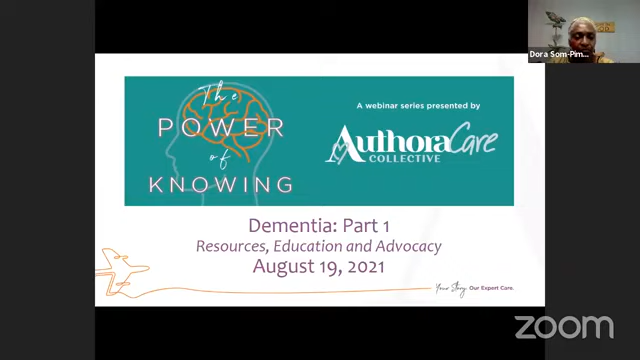 Dora Som-Pim...
The
POWER
of
KNOWING
A webinar series presented by
AuthoraCare
COLLECTIVE
Dementia: Part 1
Resources, Education and Advocacy
August 19, 2021
Your Story. Our Expert Care.
zoom